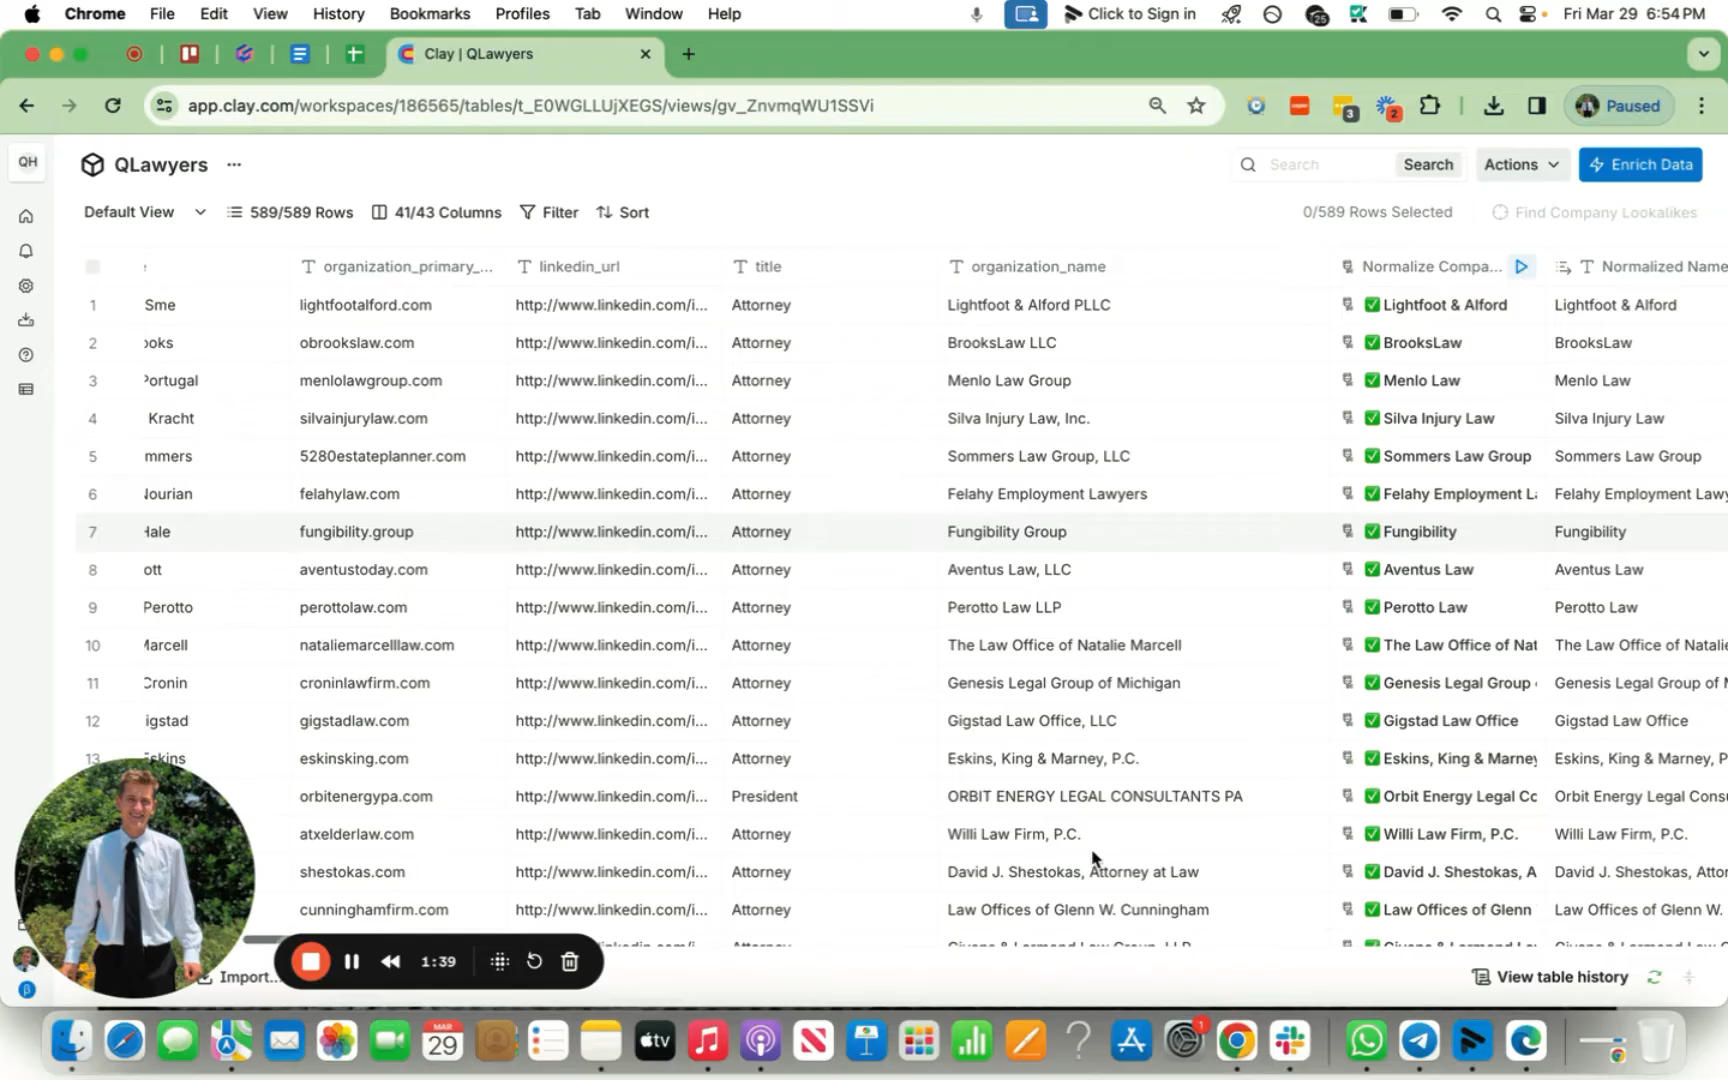 Chrome File Edit View History Bookmarks Profiles Tab Window Help Click to Sign in 25 Fri Mar 29 6:54 PM
Clay | QLawyers
app.clay.com/workspaces/186565/tables/t_E0WGLLUjXEGS/views/gv_ZnvmqWU1SSVi 3 2 Paused
QH QLawyers ... Search Search Actions Enrich Data
Default View 589/589 Rows 41/43 Columns Filter Sort 0/589 Rows Selected Find Company Lookalikes
organization_primary_... linkedin_url title organization_name Normalize Compa... Normalized Name
1 Sme lightfootalford.com http://www.linkedin.com/i... Attorney Lightfoot & Alford PLLC Lightfoot & Alford Lightfoot & Alford
2 ooks obrookslaw.com http://www.linkedin.com/i... Attorney BrooksLaw LLC BrooksLaw BrooksLaw
3 Portugal menlolawgroup.com http://www.linkedin.com/i... Attorney Menlo Law Group Menlo Law Menlo Law
4 Kracht silvainjurylaw.com http://www.linkedin.com/i... Attorney Silva Injury Law, Inc. Silva Injury Law Silva Injury Law
5 mmers 5280estateplanner.com http://www.linkedin.com/i... Attorney Sommers Law Group, LLC Sommers Law Group Sommers Law Group
6 Nourian felahylaw.com http://www.linkedin.com/i... Attorney Felahy Employment Lawyers Felahy Employment La Felahy Employment Lawy
7 Hale fungibility.group http://www.linkedin.com/i... Attorney Fungibility Group Fungibility Fungibility
8 ott aventustoday.com http://www.linkedin.com/i... Attorney Aventus Law, LLC Aventus Law Aventus Law
9 Perotto perottolaw.com http://www.linkedin.com/i... Attorney Perotto Law LLP Perotto Law Perotto Law
10 Marcell nataliemarcelllaw.com http://www.linkedin.com/i... Attorney The Law Office of Natalie Marcell The Law Office of Nat The Law Office of Natalie
11 Cronin croninlawfirm.com http://www.linkedin.com/i... Attorney Genesis Legal Group of Michigan Genesis Legal Group Genesis Legal Group of M
12 igstad gigstadlaw.com http://www.linkedin.com/i... Attorney Gigstad Law Office, LLC Gigstad Law Office Gigstad Law Office
13 Eskins eskinsking.com http://www.linkedin.com/i... Attorney Eskins, King & Marney, P.C. Eskins, King & Marney Eskins, King & Marney, P
orbitenergypa.com http://www.linkedin.com/i... President ORBIT ENERGY LEGAL CONSULTANTS PA Orbit Energy Legal Cc Orbit Energy Legal Cons
atxelderlaw.com http://www.linkedin.com/i... Attorney Willi Law Firm, P.C. Willi Law Firm, P.C. Willi Law Firm, P.C.
shestokas.com http://www.linkedin.com/i... Attorney David J. Shestokas, Attorney at Law David J. Shestokas, A David J. Shestokas, Attor
cunninghamfirm.com http://www.linkedin.com/i... Attorney Law Offices of Glenn W. Cunningham Law Offices of Glenn Law Offices of Glenn W.
1:39
Import... View table history
β
MAR
29
tv
1